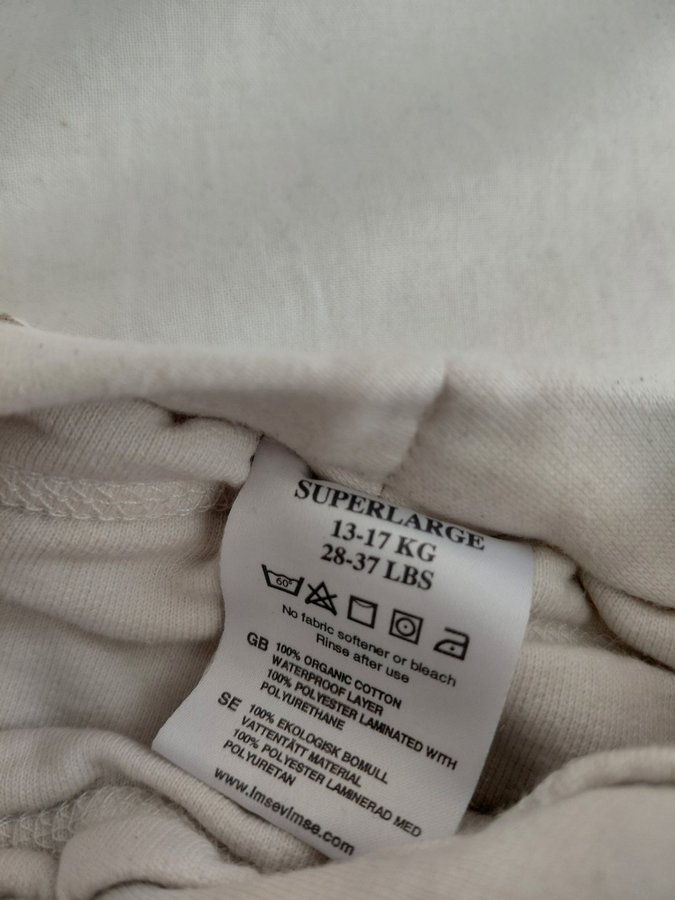 SUPERLARGE
13-17 KG
28-37 LBS
60°
No fabric softener or bleach
Rinse after use
GB 100% ORGANIC COTTON
WATERPROOF LAYER
100% POLYESTER LAMINATED WITH
POLYURETHANE
SE 100% EKOLOGISK BOMULL
VATTENTÄTT MATERIAL
100% POLYESTER LAMINERAD MED
POLYURETAN
www.Imsevimse.com